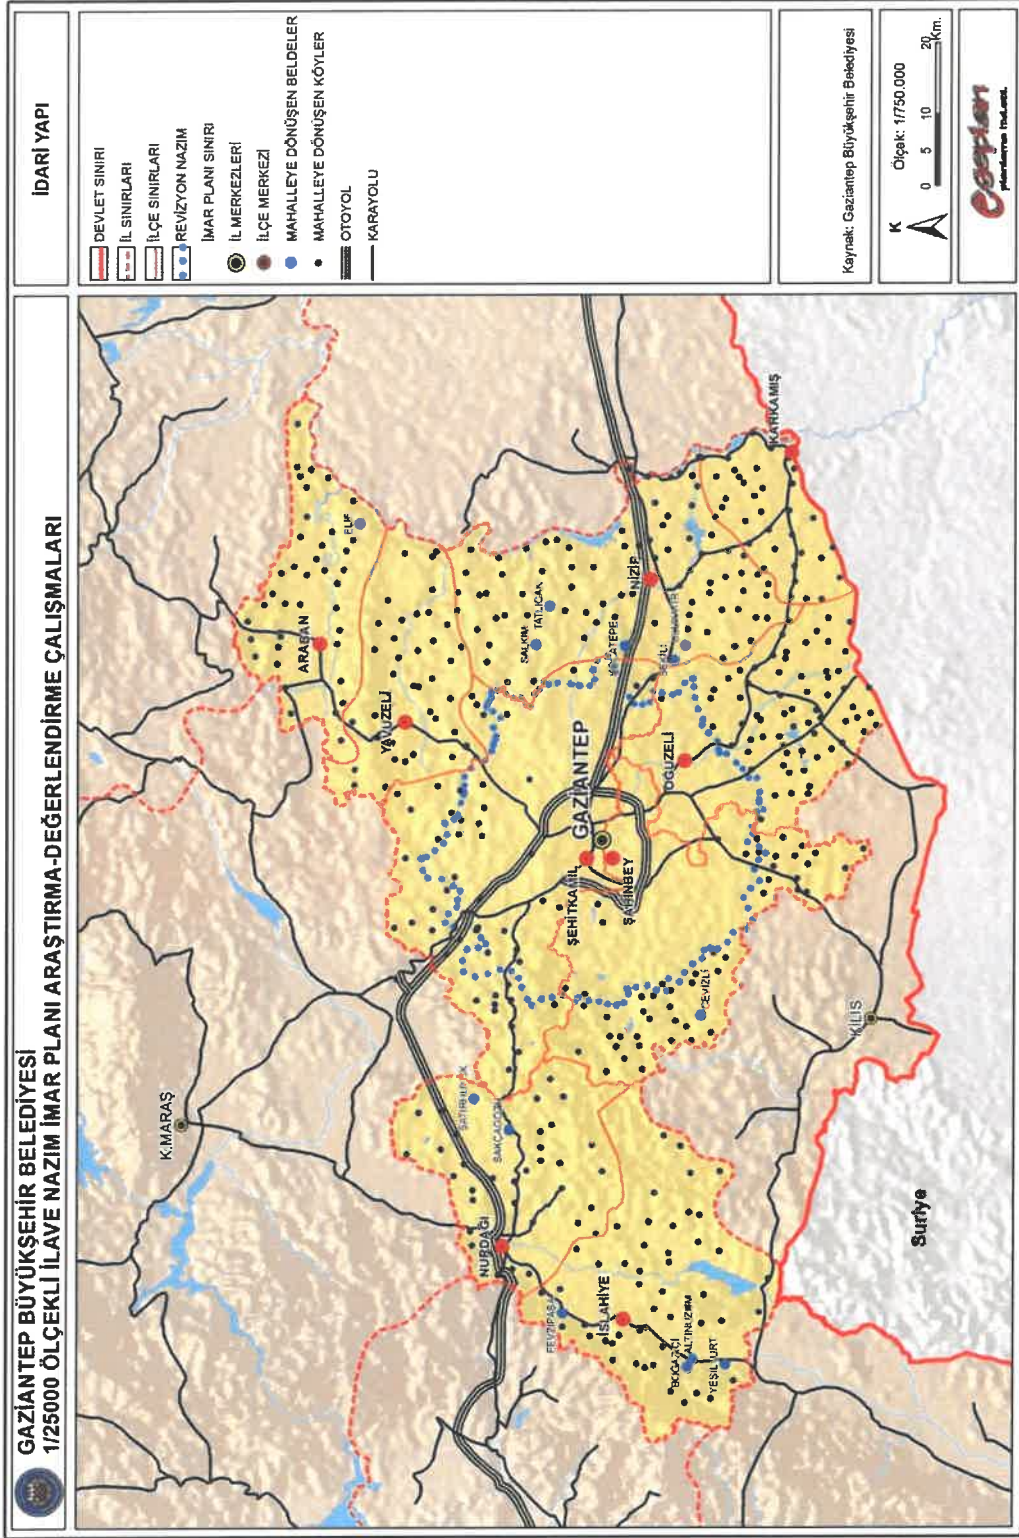 GAZİANTEP BÜYÜKŞEHİR BELEDİYESİ
1/25000 ÖLÇEKLİ İLAVE NAZIM İMAR PLANI ARAŞTIRMA-DEĞERLENDİRME ÇALIŞMALARI
İDARİ YAPI
DEVLET SINIRI
İL SINIRLARI
İLÇE SINIRLARI
REVİZYON NAZIM
İMAR PLANI SINIRI
İL MERKEZLERİ
İLÇE MERKEZİ
MAHALLEYE DÖNÜŞEN BELDELER
MAHALLEYE DÖNÜŞEN KÖYLER
OTOYOL
KARAYOLU
Kaynak: Gaziantep Büyükşehir Belediyesi
K
Ölçek: 1/750.000
0 5 10 20
Km.
K.MARAŞ
ARABAN
ELİF
YAVUZELİ
SALKIM
TATLICAK
NİZİP
KARKAMIŞ
GAZİANTEP
ŞEHİTKAMİL
ŞAHİNBEY
OĞUZELİ
CEVİZLİ
KİLİS
SAKÇAGÖZÜ
NURDAĞI
FEVZİPAŞA
İSLAHİYE
BOĞAZİÇİ
ALTINÜZÜM
YEŞİLYURT
Suriye